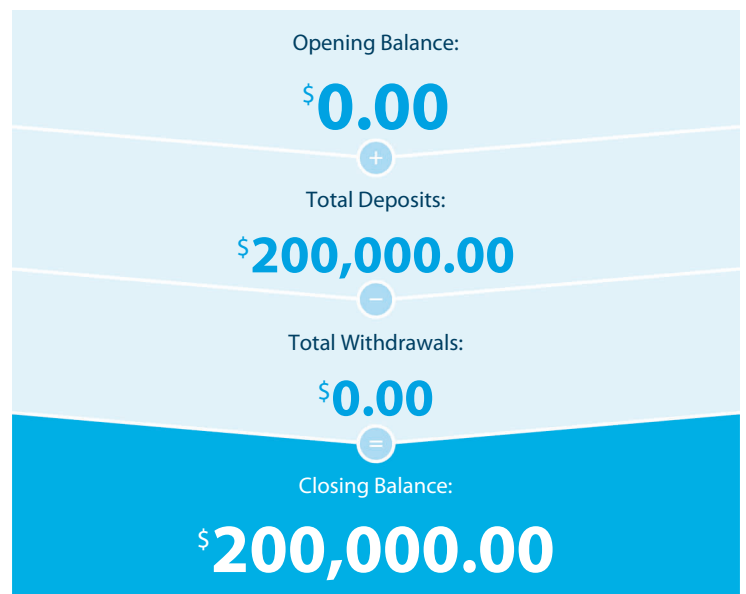 Opening Balance:
$0.00
+
Total Deposits:
$200,000.00
−
Total Withdrawals:
$0.00
=
Closing Balance:
$200,000.00